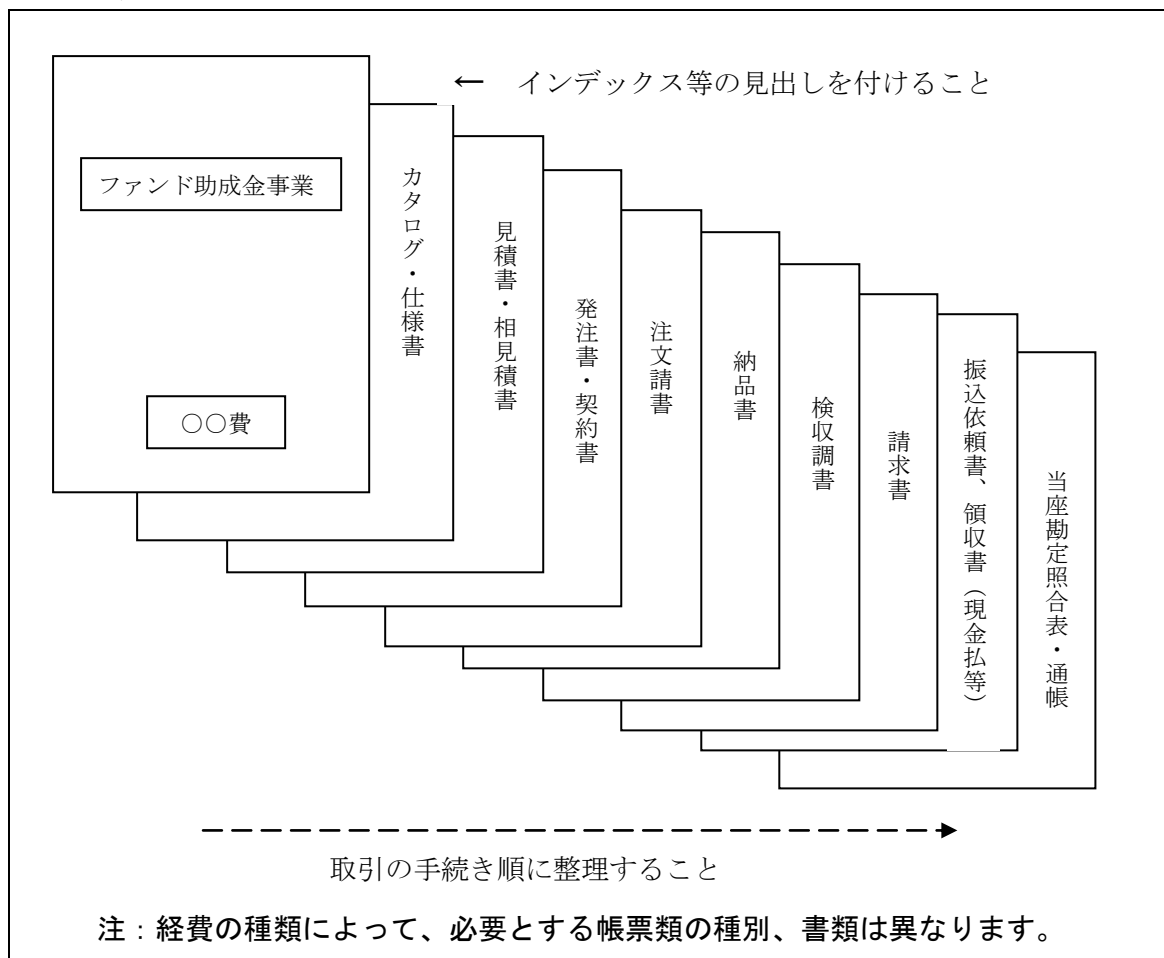 ← インデックス等の見出しを付けること
ファンド助成金事業
○○費
カタログ・仕様書
見積書・相見積書
発注書・契約書
注文請書
納品書
検収調書
請求書
振込依頼書、領収書(現金払等)
当座勘定照合表・通帳
取引の手続き順に整理すること
注:経費の種類によって、必要とする帳票類の種別、書類は異なります。